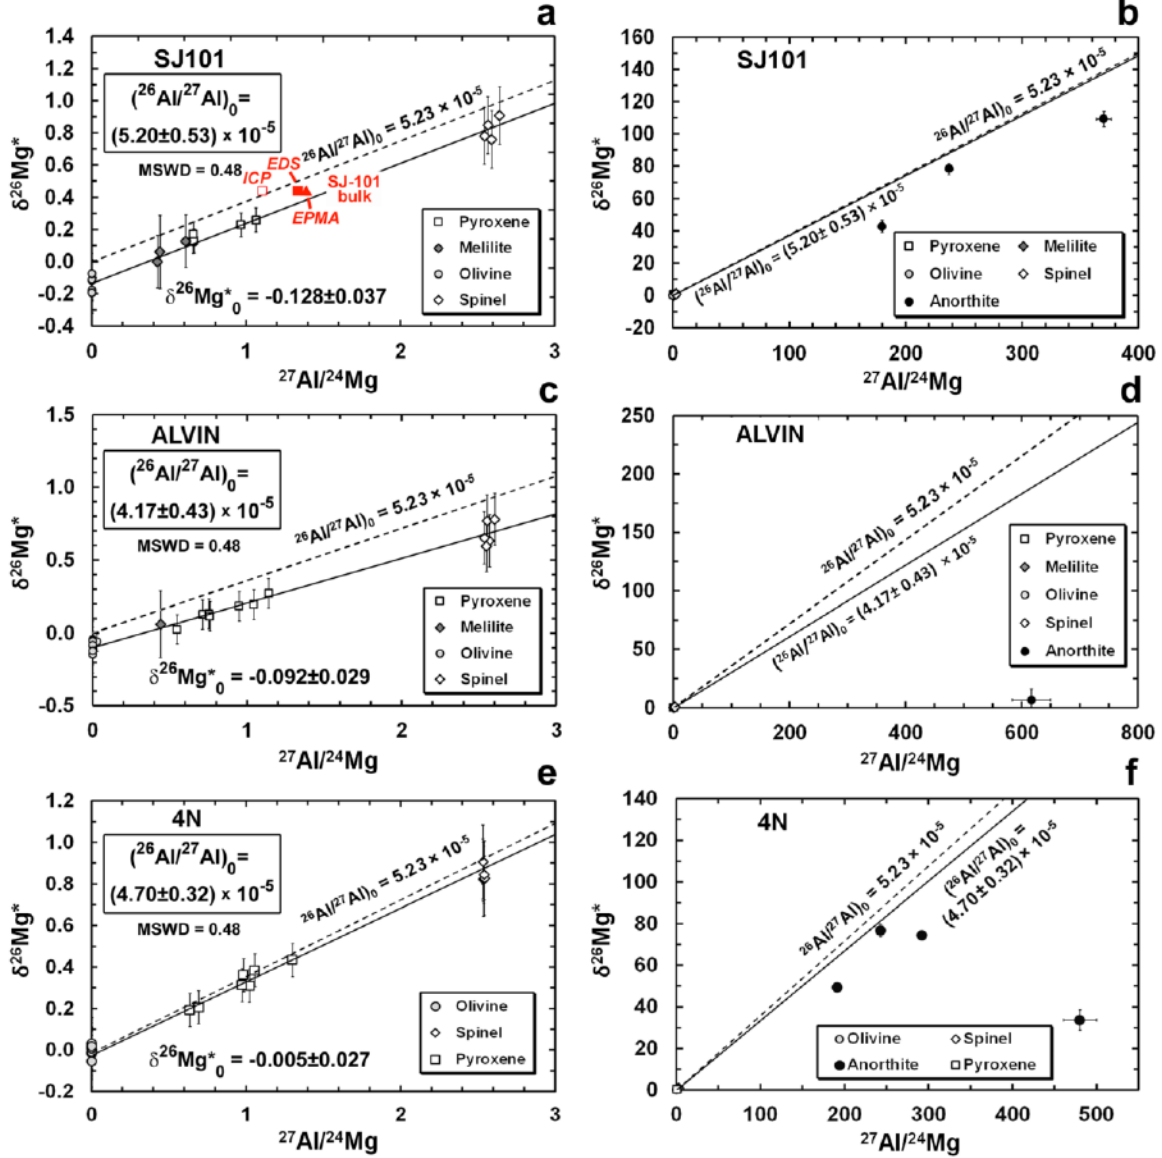 a
SJ101
(²⁶Al/²⁷Al)₀=
(5.20±0.53) x 10⁻⁵
MSWD = 0.48
²⁶Al/²⁷Al)₀ = 5.23 × 10⁻⁵
ICP
EDS
EPMA
SJ-101
bulk
Pyroxene
Melilite
Olivine
Spinel
δ²⁶Mg*₀ = -0.128±0.037
δ²⁶Mg*
1.4
1.2
1.0
0.8
0.6
0.4
0.2
0.0
-0.2
-0.4
0 1 2 3
²⁷Al/²⁴Mg
b
SJ101
²⁶Al/²⁷Al)₀ = 5.23 × 10⁻⁵
(²⁶Al/²⁷Al)₀ = (5.20± 0.53) × 10⁻⁵
Pyroxene Melilite
Olivine Spinel
Anorthite
δ²⁶Mg*
160
140
120
100
80
60
40
20
0
-20
0 100 200 300 400
²⁷Al/²⁴Mg
c
ALVIN
(²⁶Al/²⁷Al)₀=
(4.17±0.43) x 10⁻⁵
MSWD = 0.48
²⁶Al/²⁷Al)₀ = 5.23 × 10⁻⁵
Pyroxene
Melilite
Olivine
Spinel
δ²⁶Mg*₀ = -0.092±0.029
δ²⁶Mg*
1.5
1.0
0.5
0.0
-0.5
0 1 2 3
²⁷Al/²⁴Mg
d
ALVIN
²⁶Al/²⁷Al)₀ = 5.23 × 10⁻⁵
(²⁶Al/²⁷Al)₀ = (4.17± 0.43) × 10⁻⁵
Pyroxene
Melilite
Olivine
Spinel
Anorthite
δ²⁶Mg*
250
200
150
100
50
0
0 200 400 600 800
²⁷Al/²⁴Mg
e
4N
(²⁶Al/²⁷Al)₀=
(4.70±0.32) x 10⁻⁵
MSWD = 0.48
²⁶Al/²⁷Al)₀ = 5.23 × 10⁻⁵
Olivine
Spinel
Pyroxene
δ²⁶Mg*₀ = -0.005±0.027
δ²⁶Mg*
1.2
1.0
0.8
0.6
0.4
0.2
0.0
-0.2
0 1 2 3
²⁷Al/²⁴Mg
f
4N
²⁶Al/²⁷Al)₀ = 5.23 × 10⁻⁵
(²⁶Al/²⁷Al)₀ =
(4.70±0.32) × 10⁻⁵
Olivine Spinel
Anorthite Pyroxene
δ²⁶Mg*
140
120
100
80
60
40
20
0
0 100 200 300 400 500
²⁷Al/²⁴Mg